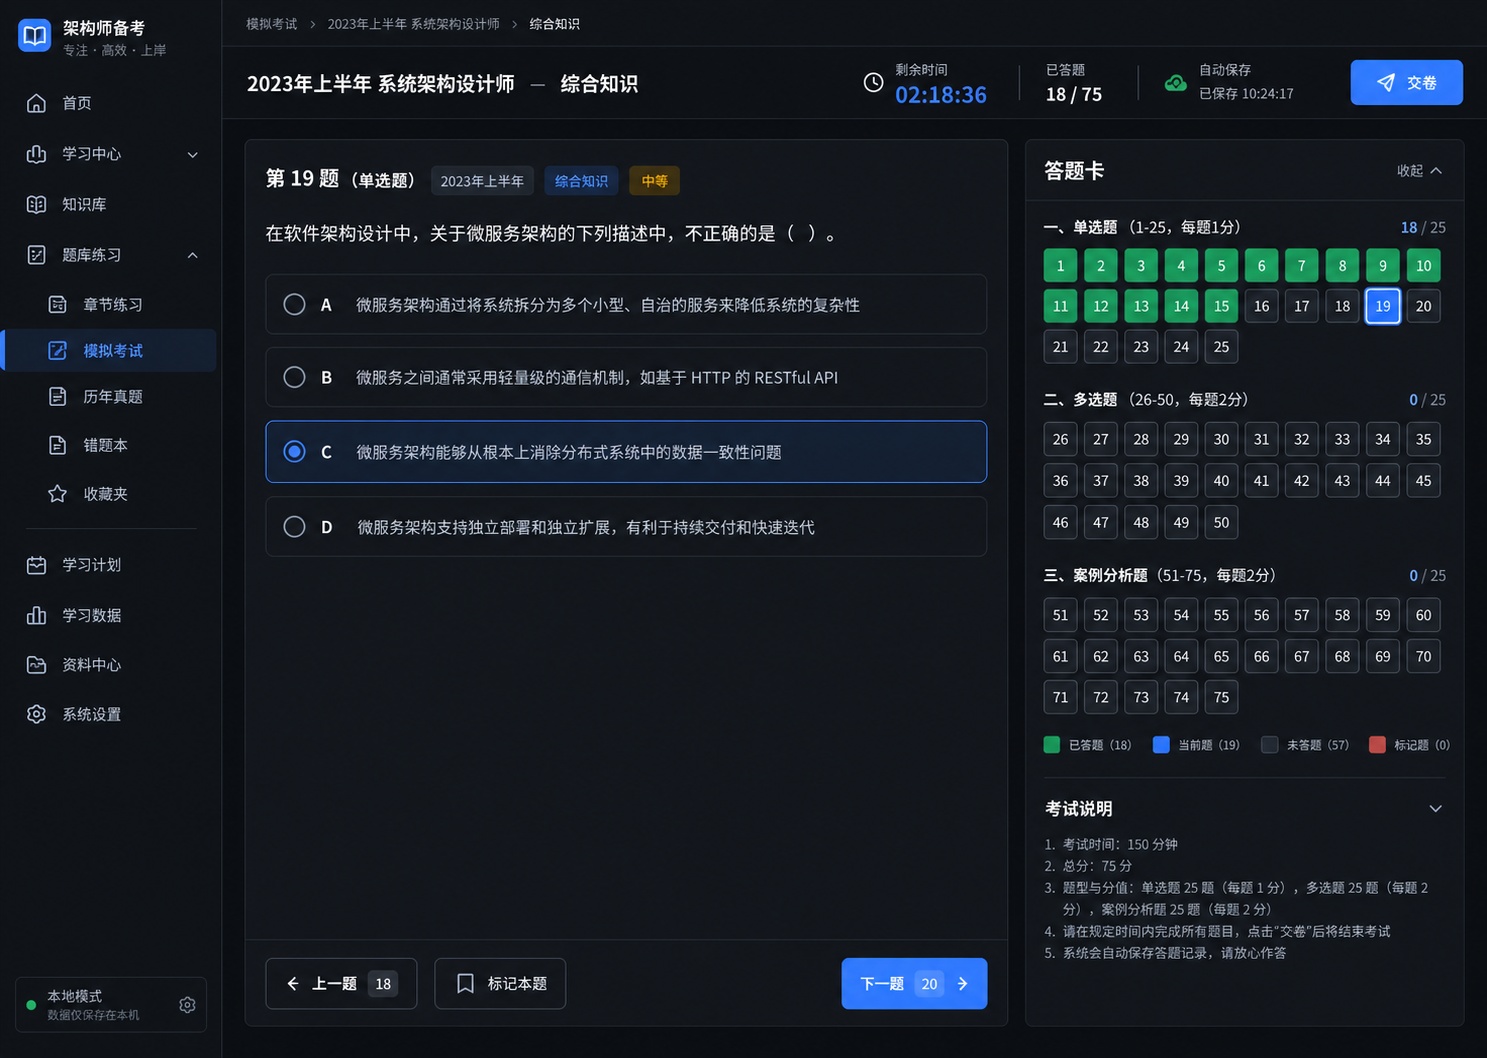 架构师备考
专注 · 高效 · 上岸
首页
学习中心
知识库
题库练习
章节练习
模拟考试
历年真题
错题本
收藏夹
学习计划
学习数据
资料中心
系统设置
本地模式
数据仅保存在本机
模拟考试 > 2023年上半年 系统架构设计师 > 综合知识
2023年上半年 系统架构设计师 — 综合知识
剩余时间
02:18:36
已答题
18 / 75
自动保存
已保存 10:24:17
交卷
第 19 题 （单选题） 2023年上半年 综合知识 中等
在软件架构设计中，关于微服务架构的下列描述中，不正确的是（ ）。
A 微服务架构通过将系统拆分为多个小型、自治的服务来降低系统的复杂性
B 微服务之间通常采用轻量级的通信机制，如基于 HTTP 的 RESTful API
C 微服务架构能够从根本上消除分布式系统中的数据一致性问题
D 微服务架构支持独立部署和独立扩展，有利于持续交付和快速迭代
上一题 18
标记本题
下一题 20
答题卡 收起
一、单选题 （1-25，每题1分） 18 / 25
1 2 3 4 5 6 7 8 9 10
11 12 13 14 15 16 17 18 19 20
21 22 23 24 25
二、多选题 （26-50，每题2分） 0 / 25
26 27 28 29 30 31 32 33 34 35
36 37 38 39 40 41 42 43 44 45
46 47 48 49 50
三、案例分析题（51-75，每题2分） 0 / 25
51 52 53 54 55 56 57 58 59 60
61 62 63 64 65 66 67 68 69 70
71 72 73 74 75
已答题（18） 当前题（19） 未答题（57） 标记题（0）
考试说明
1. 考试时间：150 分钟
2. 总分：75 分
3. 题型与分值：单选题 25 题（每题 1 分），多选题 25 题（每题 2
分），案例分析题 25 题（每题 2 分）
4. 请在规定时间内完成所有题目，点击“交卷”后将结束考试
5. 系统会自动保存答题记录，请放心作答